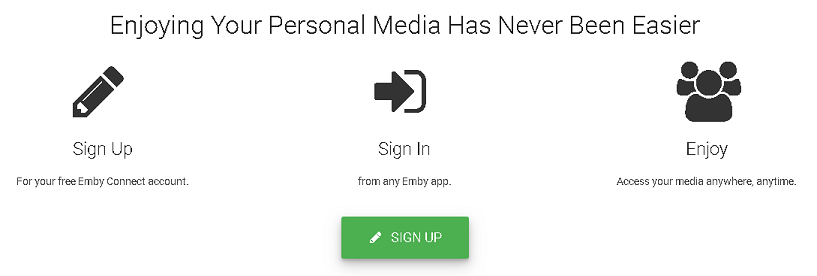 Enjoying Your Personal Media Has Never Been Easier
Sign Up
For your free Emby Connect account.
Sign In
from any Emby app.
Enjoy
Access your media anywhere, anytime.
SIGN UP